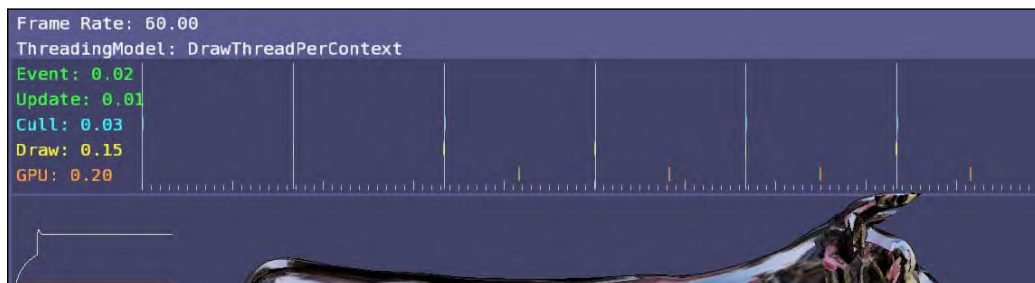 Frame Rate: 60.00
ThreadingModel: DrawThreadPerContext
Event: 0.02
Update: 0.01
Cull: 0.03
Draw: 0.15
GPU: 0.20